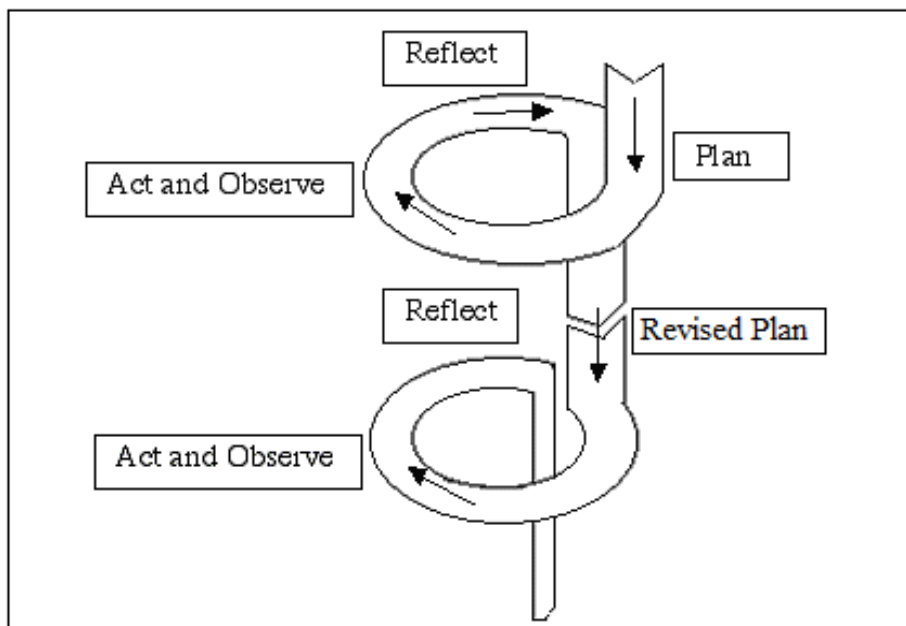 Reflect
Plan
Act and Observe
Reflect
Revised Plan
Act and Observe